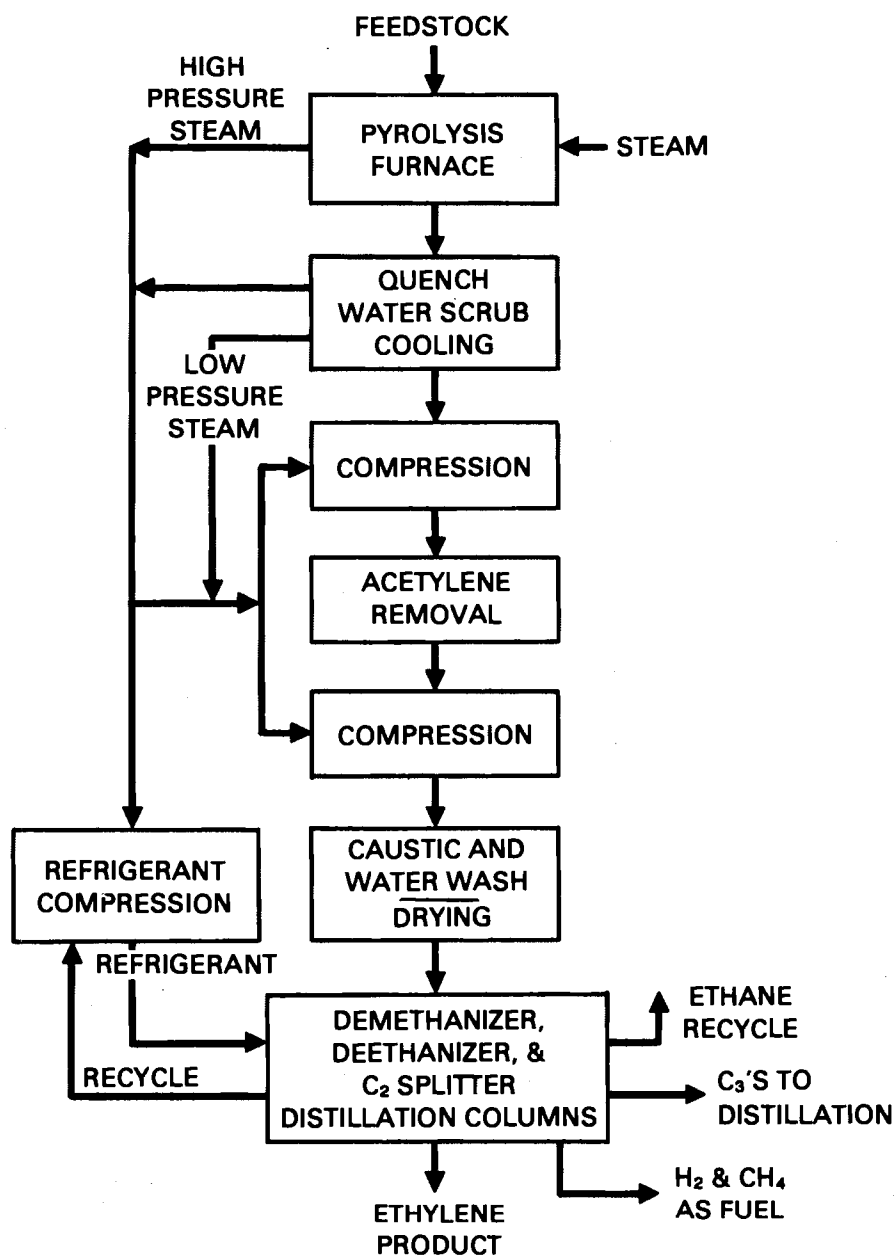 FEEDSTOCK
HIGH
PRESSURE
STEAM
PYROLYSIS
FURNACE
STEAM
QUENCH
WATER SCRUB
COOLING
LOW
PRESSURE
STEAM
COMPRESSION
ACETYLENE
REMOVAL
COMPRESSION
REFRIGERANT
COMPRESSION
CAUSTIC AND
WATER WASH
DRYING
REFRIGERANT
RECYCLE
DEMETHANIZER,
DEETHANIZER, &
C₂ SPLITTER
DISTILLATION COLUMNS
ETHANE
RECYCLE
C₃'S TO
DISTILLATION
H₂ & CH₄
AS FUEL
ETHYLENE
PRODUCT